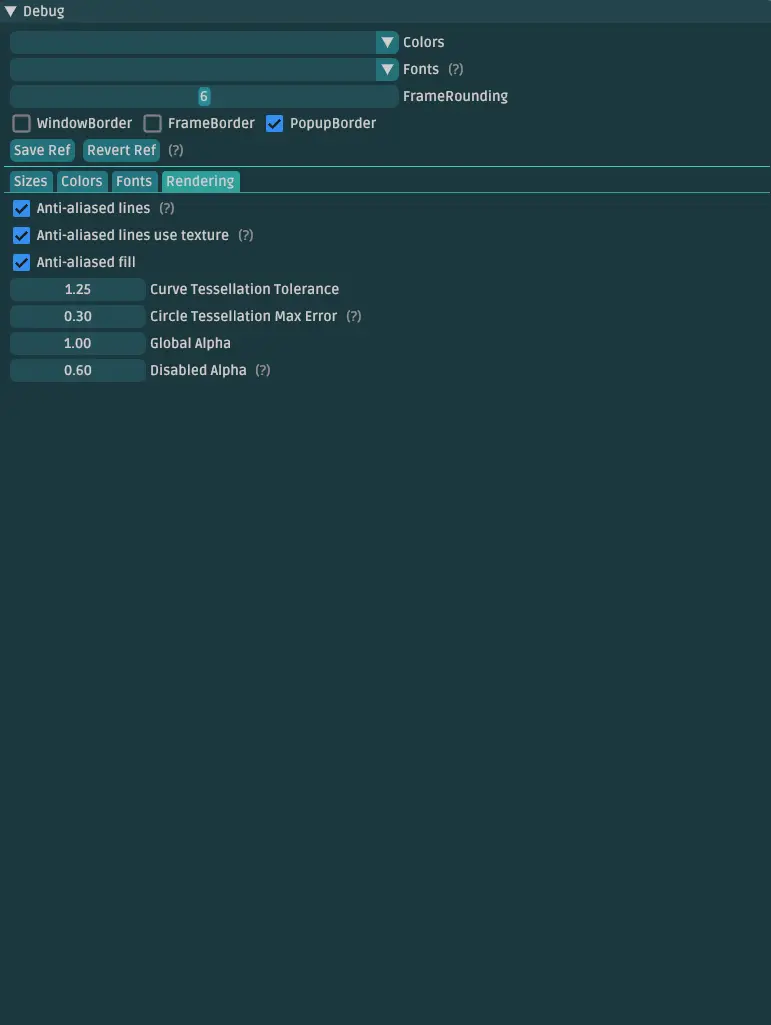 Debug
Colors
Fonts (?)
6 FrameRounding
WindowBorder FrameBorder PopupBorder
Save Ref Revert Ref (?)
Sizes Colors Fonts Rendering
Anti-aliased lines (?)
Anti-aliased lines use texture (?)
Anti-aliased fill
1.25 Curve Tessellation Tolerance
0.30 Circle Tessellation Max Error (?)
1.00 Global Alpha
0.60 Disabled Alpha (?)